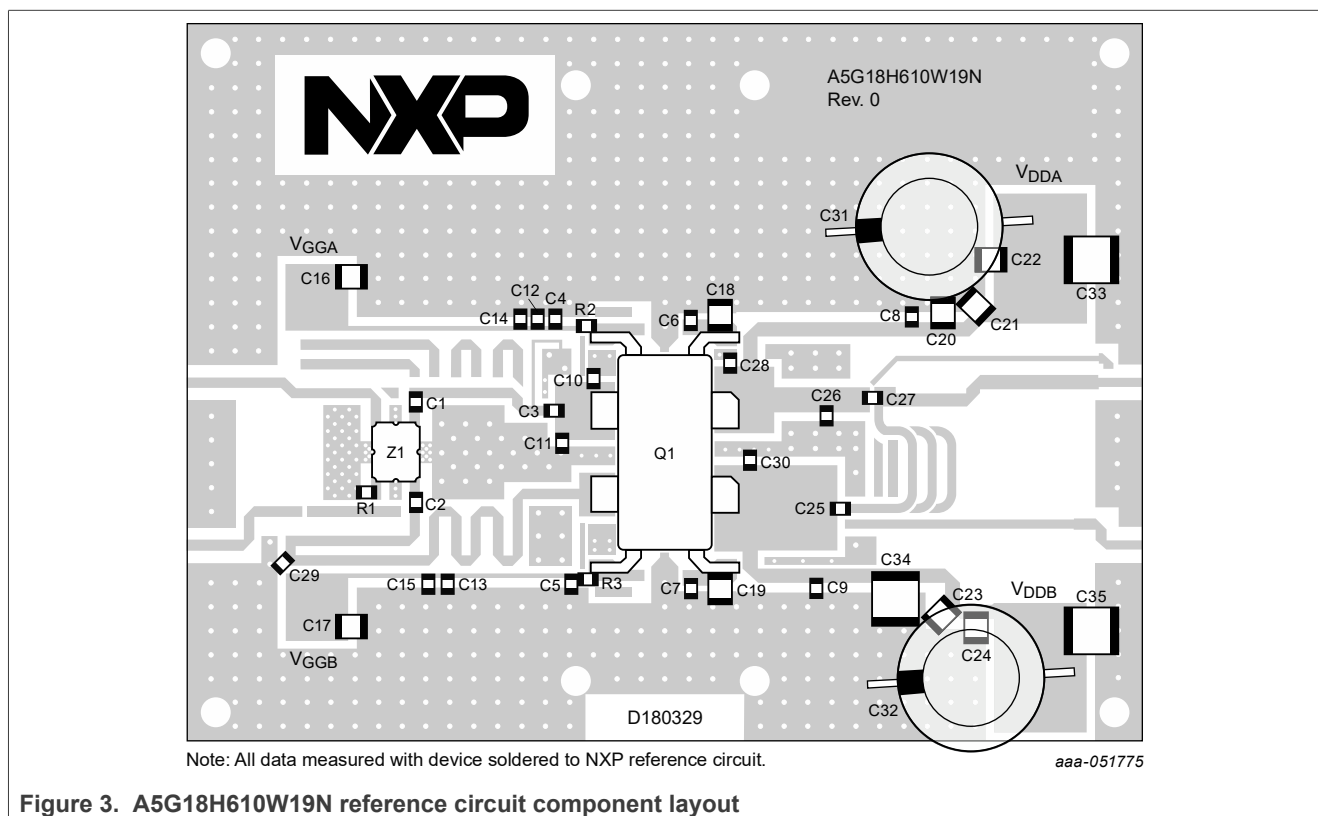 NXP
A5G18H610W19N
Rev. 0
VDDA
C31
VGGA
C16
C22
C33
C12
C4
C14
R2
C6
C18
C8
C20
C21
C28
C10
C1
C3
C26
C27
C11
Z1
Q1
C30
R1
C2
C25
C29
C34
C15
C13
C5
R3
C7
C19
C9
C23
VDDB
C35
C17
C24
VGGB
C32
D180329
Note: All data measured with device soldered to NXP reference circuit.
aaa-051775
Figure 3. A5G18H610W19N reference circuit component layout